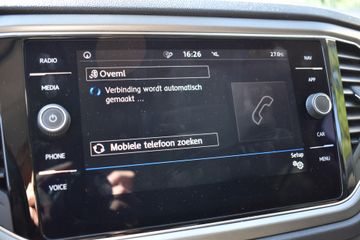 RADIO
MEDIA
PHONE
VOICE
16:26
27.0
Overnl
Verbinding wordt automatisch
gemaakt ...
Mobiele telefoon zoeken
Setup
NAV
APP
CAR
MENU